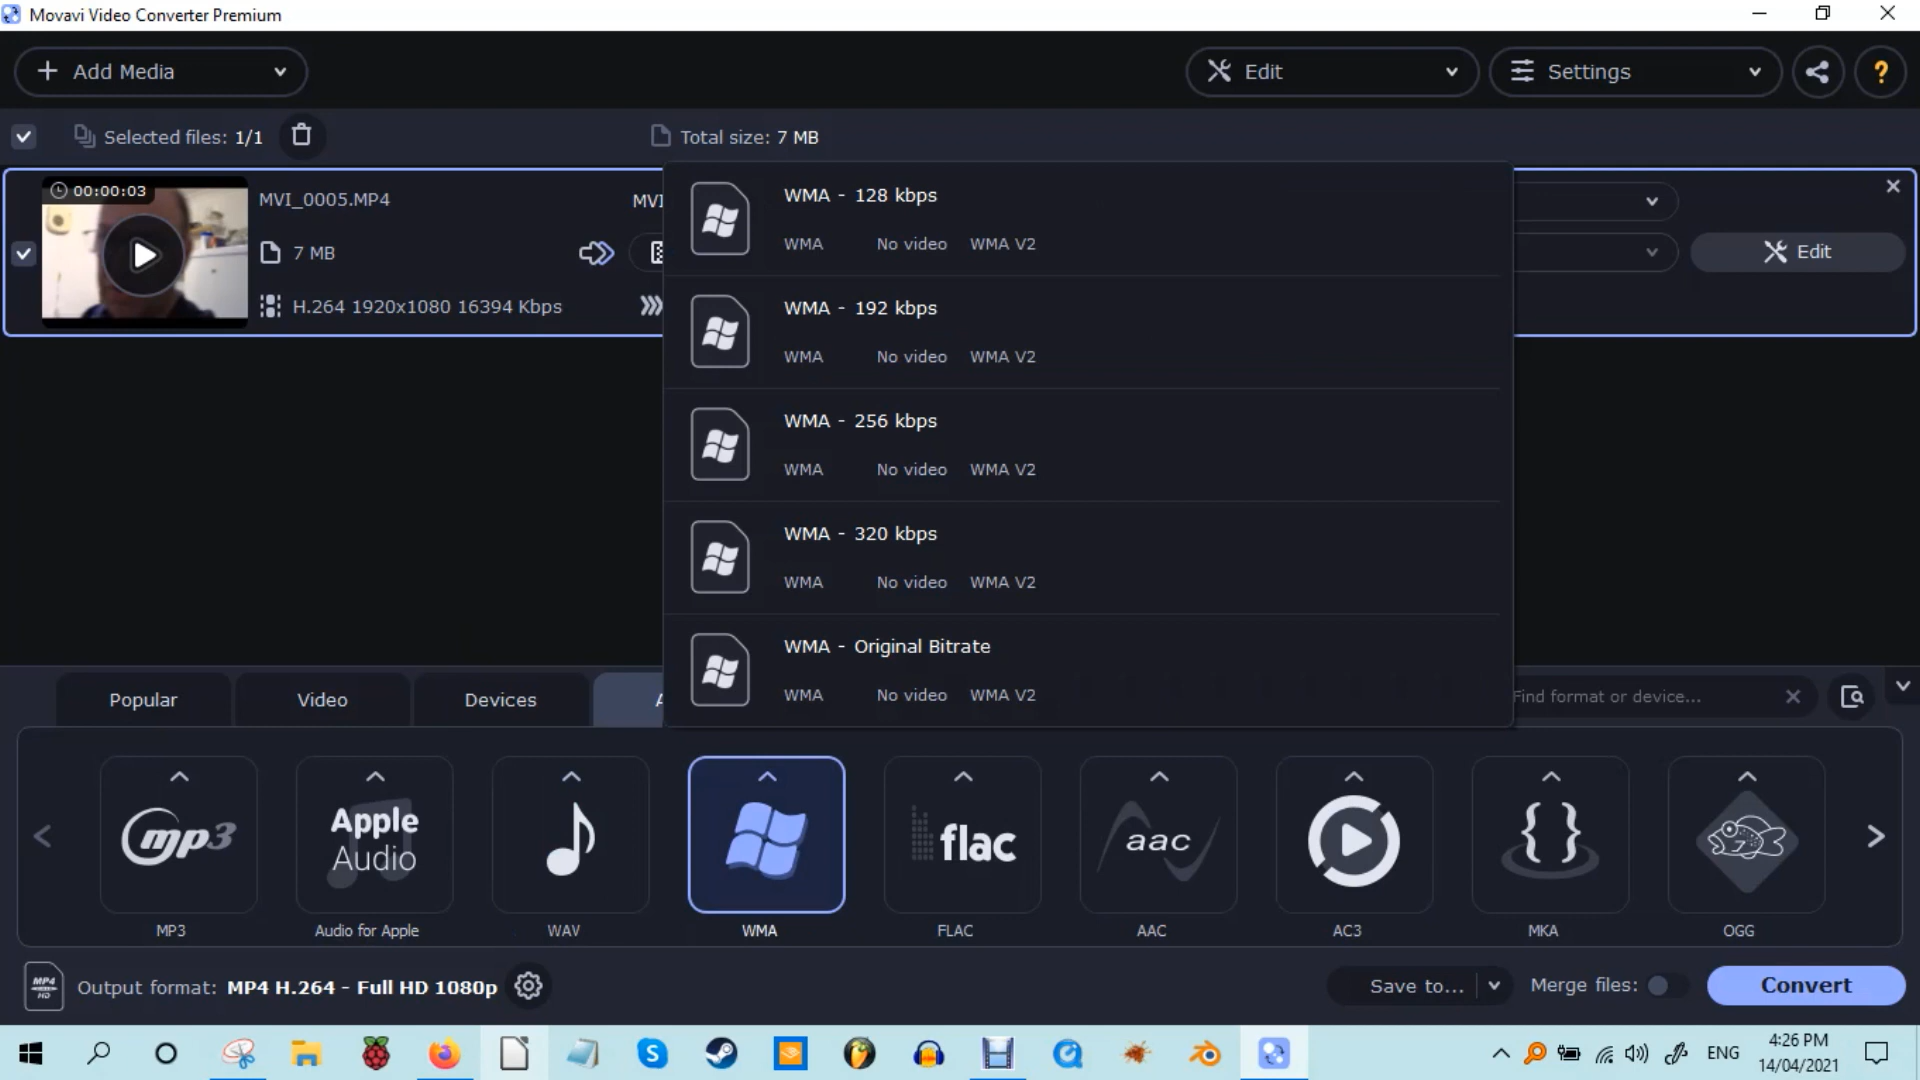 Movavi Video Converter Premium
Add Media
Edit
Settings
?
Selected files: 1/1
Total size: 7 MB
00:00:03
MVI_0005.MP4
MVI
7 MB
Edit
H.264 1920x1080 16394 Kbps
WMA - 128 kbps
WMA No video WMA V2
WMA - 192 kbps
WMA No video WMA V2
WMA - 256 kbps
WMA No video WMA V2
WMA - 320 kbps
WMA No video WMA V2
WMA - Original Bitrate
WMA No video WMA V2
Popular
Video
Devices
Find format or device...
mp3
Apple Audio
flac
aac
MP3
Audio for Apple
WAV
WMA
FLAC
AAC
AC3
MKA
OGG
MP4
HD
Output format: MP4 H.264 - Full HD 1080p
Save to...
Merge files:
Convert
ENG
4:26 PM
14/04/2021